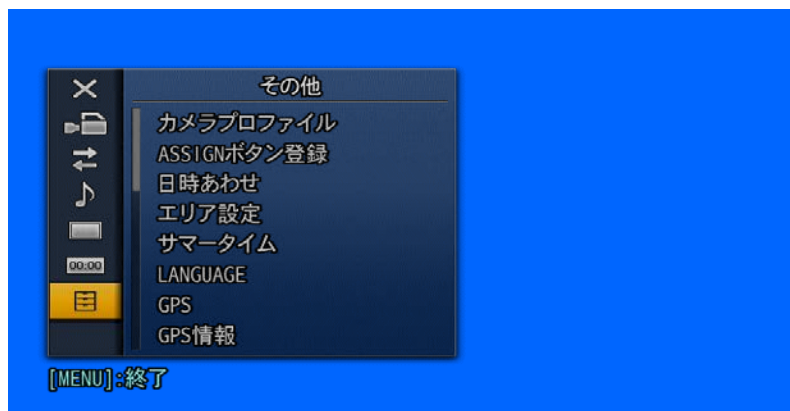 その他
カメラプロファイル
ASSIGNボタン登録
日時あわせ
エリア設定
サマータイム
00:00
LANGUAGE
GPS
GPS情報
[MENU]:終了